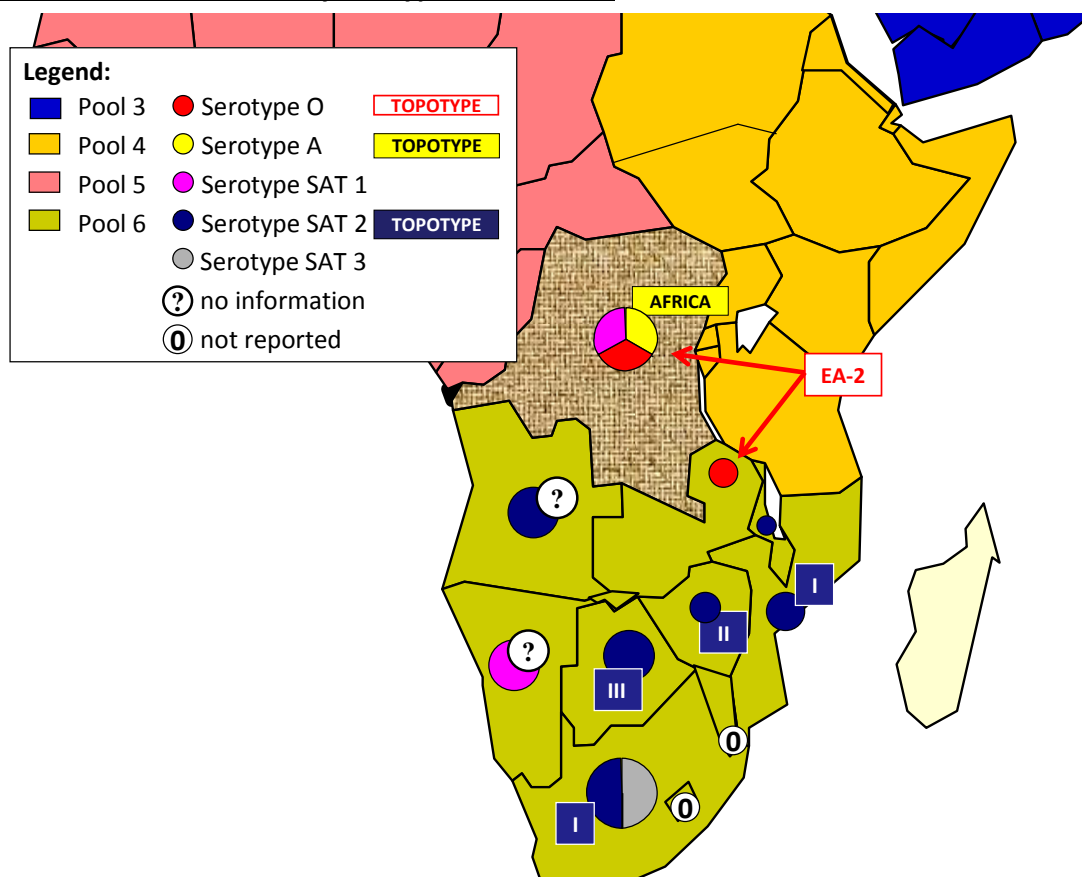 Legend:
Pool 3
Serotype O
TOPOTYPE
Pool 4
Serotype A
TOPOTYPE
Pool 5
Serotype SAT 1
Pool 6
Serotype SAT 2
TOPOTYPE
Serotype SAT 3
? no information
0 not reported
AFRICA
EA-2
?
I
II
?
III
0
I
0